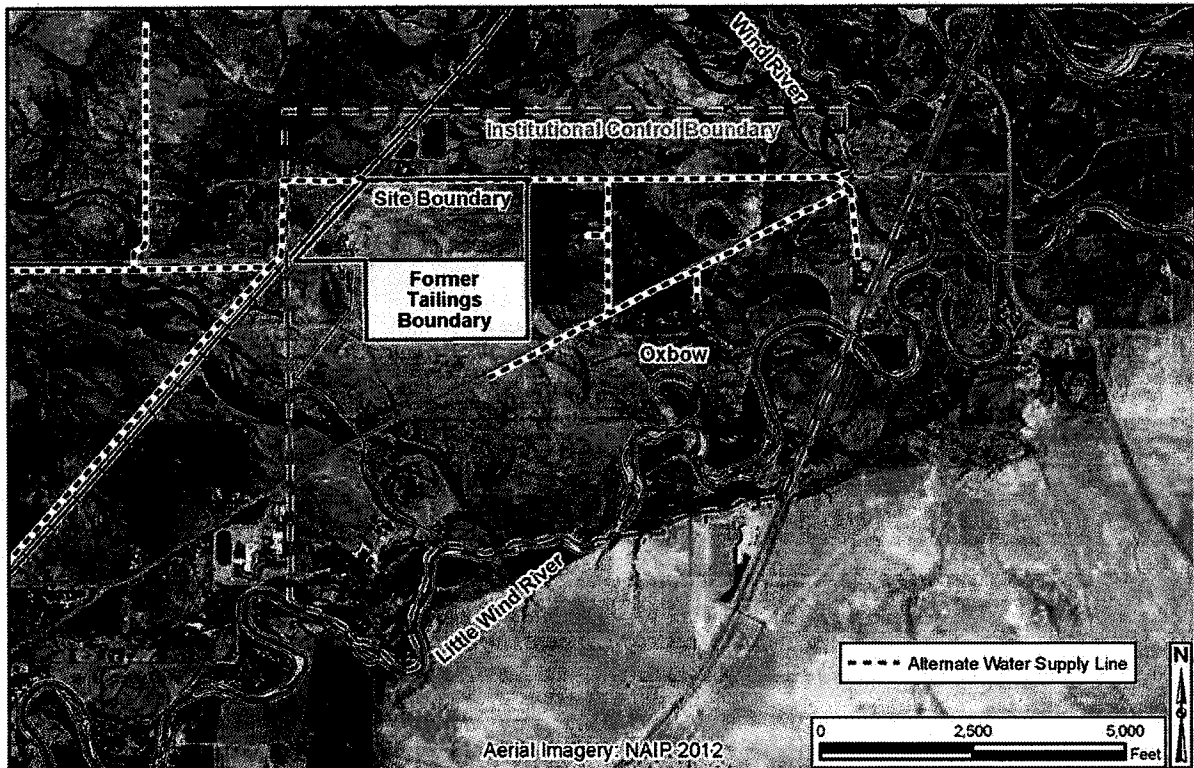 Wind River
Institutional Control Boundary
Site Boundary
Former
Tailings
Boundary
Oxbow
Little Wind River
Alternate Water Supply Line
N
0
2,500
5,000
Feet
Aerial Imagery: NAIP 2012